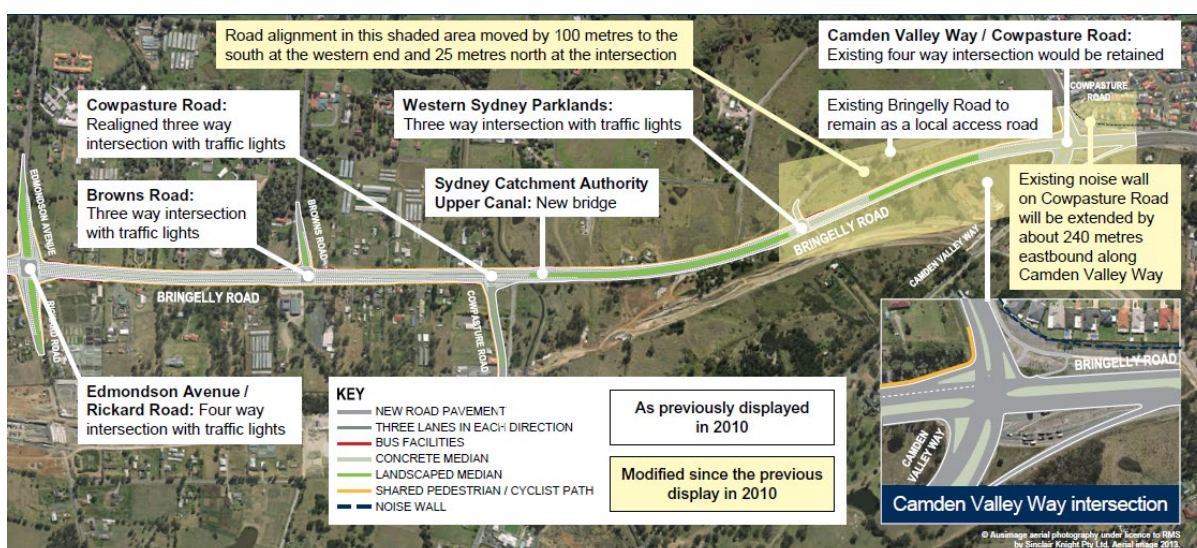 Road alignment in this shaded area moved by 100 metres to the
south at the western end and 25 metres north at the intersection
Camden Valley Way / Cowpasture Road:
Existing four way intersection would be retained
Cowpasture Road:
Realigned three way
intersection with traffic lights
Western Sydney Parklands:
Three way intersection with traffic lights
Existing Bringelly Road to
remain as a local access road
COWPASTURE
ROAD
Browns Road:
Three way intersection
with traffic lights
Sydney Catchment Authority
Upper Canal: New bridge
Existing noise wall
on Cowpasture Road
will be extended by
about 240 metres
eastbound along
Camden Valley Way
EDMONDSON AVENUE
BROWNS ROAD
BRINGELLY ROAD
CAMDEN VALLEY WAY
BRINGELLY ROAD
RICKARD ROAD
COWPASTURE ROAD
Edmondson Avenue /
Rickard Road: Four way
intersection with traffic lights
KEY
NEW ROAD PAVEMENT
THREE LANES IN EACH DIRECTION
BUS FACILITIES
CONCRETE MEDIAN
LANDSCAPED MEDIAN
SHARED PEDESTRIAN / CYCLIST PATH
NOISE WALL
As previously displayed
in 2010
Modified since the previous
display in 2010
BRINGELLY ROAD
CAMDEN
VALLEY WAY
Camden Valley Way intersection
© Ausimage aerial photography under licence to RMS
by Sinclair Knight Pty Ltd. Aerial image 2013.